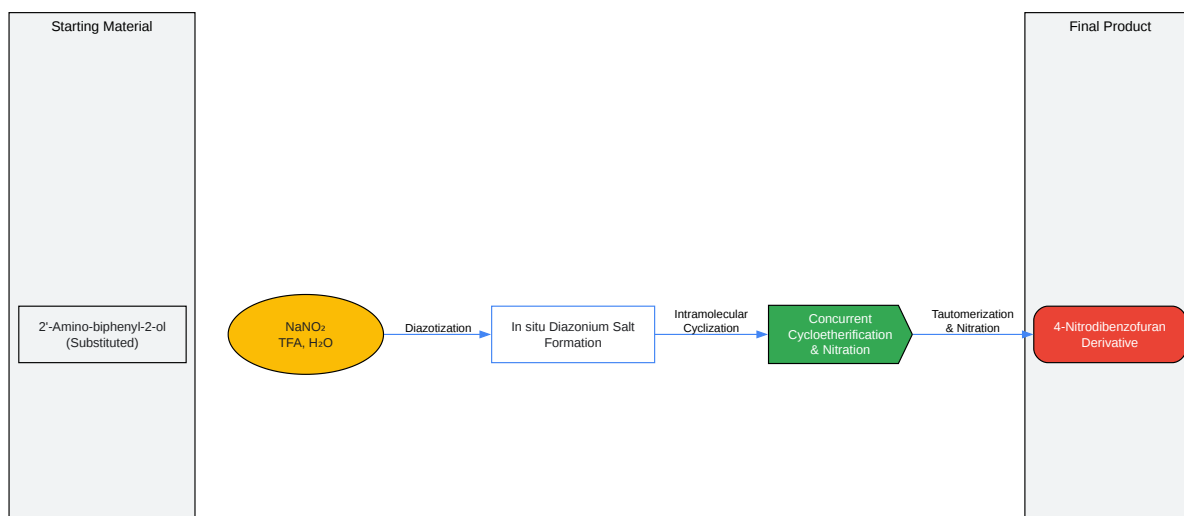 Starting Material
Final Product
2'-Amino-biphenyl-2-ol
(Substituted)
NaNO₂
TFA, H₂O
Diazotization
In situ Diazonium Salt
Formation
Intramolecular
Cyclization
Concurrent
Cycloetherification
& Nitration
Tautomerization
& Nitration
4-Nitrodibenzofuran
Derivative